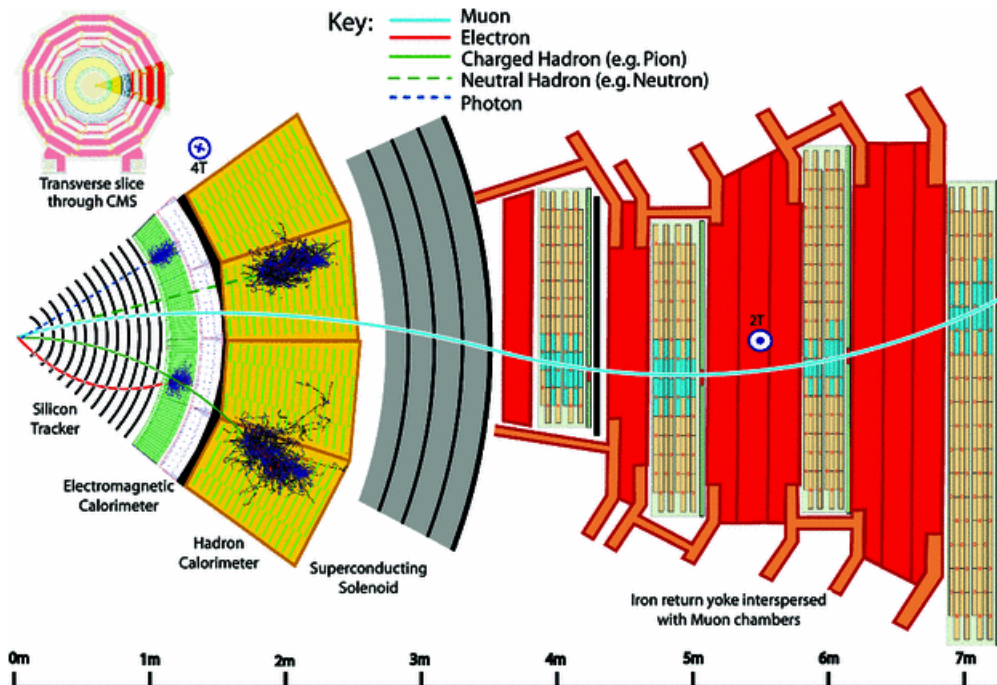 Key:
Muon
Electron
Charged Hadron (e.g. Pion)
Neutral Hadron (e.g. Neutron)
Photon
Transverse slice
through CMS
4T
2T
Silicon
Tracker
Electromagnetic
Calorimeter
Hadron
Calorimeter
Superconducting
Solenoid
Iron return yoke interspersed
with Muon chambers
0m 1m 2m 3m 4m 5m 6m 7m